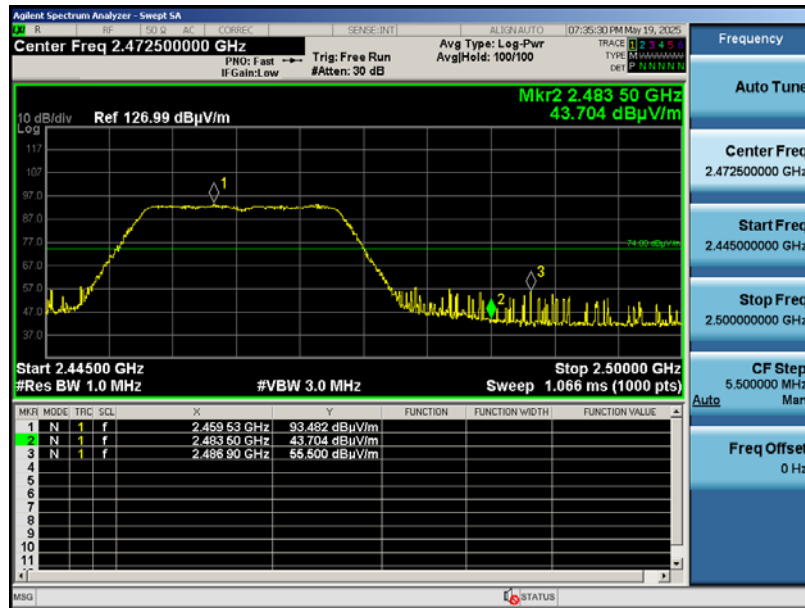 Agilent Spectrum Analyzer - Swept SA
R RF 50 Ω AC CORREC SENSE:INT ALIGN AUTO 07:35:30 PM May 19, 2025
Center Freq 2.472500000 GHz
PNO: Fast
IFGain:Low
Trig: Free Run
#Atten: 30 dB
Avg Type: Log-Pwr
Avg|Hold: 100/100
TRACE 1 2 3 4 5 6
TYPE M
DET P N N N N N
Mkr2 2.483 50 GHz
43.704 dBµV/m
10 dB/div Ref 126.99 dBµV/m
Log
117
107
97.0
87.0
77.0
67.0
57.0
47.0
37.0
1
2
3
74.00 dBµV/m
Start 2.44500 GHz Stop 2.50000 GHz
#Res BW 1.0 MHz #VBW 3.0 MHz Sweep 1.066 ms (1000 pts)
MKR MODE TRC SCL X Y FUNCTION FUNCTION WIDTH FUNCTION VALUE
1 N 1 f 2.459 53 GHz 93.482 dBµV/m
2 N 1 f 2.483 50 GHz 43.704 dBµV/m
3 N 1 f 2.486 90 GHz 55.500 dBµV/m
4
5
6
7
8
9
10
11
MSG STATUS
Frequency
Auto Tune
Center Freq
2.472500000 GHz
Start Freq
2.445000000 GHz
Stop Freq
2.500000000 GHz
CF Step
5.500000 MHz
Auto Man
Freq Offset
0 Hz